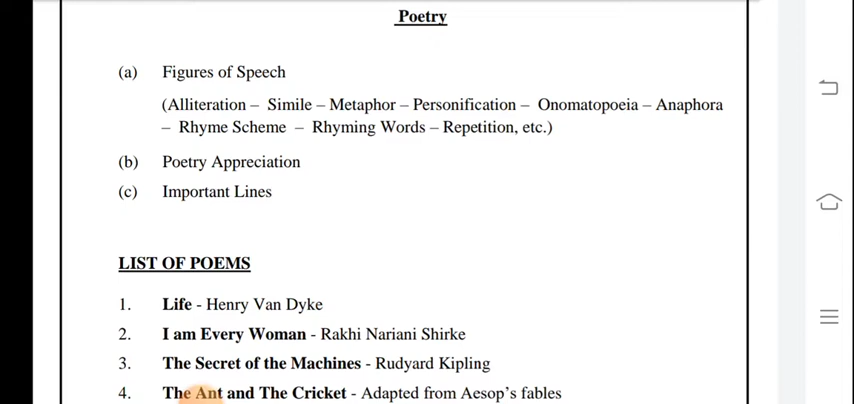 Poetry
(a) Figures of Speech
(Alliteration – Simile – Metaphor – Personification – Onomatopoeia – Anaphora
– Rhyme Scheme – Rhyming Words – Repetition, etc.)
(b) Poetry Appreciation
(c) Important Lines
LIST OF POEMS
1. Life - Henry Van Dyke
2. I am Every Woman - Rakhi Nariani Shirke
3. The Secret of the Machines - Rudyard Kipling
4. The Ant and The Cricket - Adapted from Aesop's fables